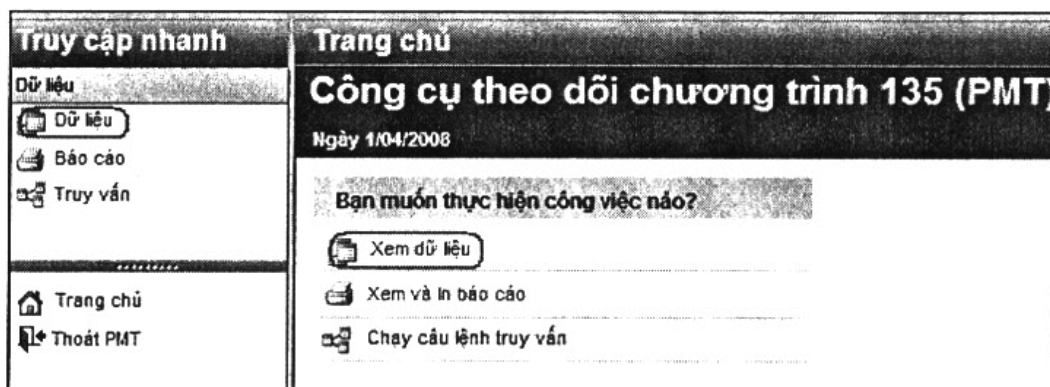 Truy cập nhanh
Dữ liệu
Dữ liệu
Báo cáo
Truy vấn
Trang chủ
Thoát PMT
Trang chủ
Công cụ theo dõi chương trình 135 (PMT)
Ngày 1/04/2008
Bạn muốn thực hiện công việc nào?
Xem dữ liệu
Xem và In báo cáo
Chạy câu lệnh truy vấn